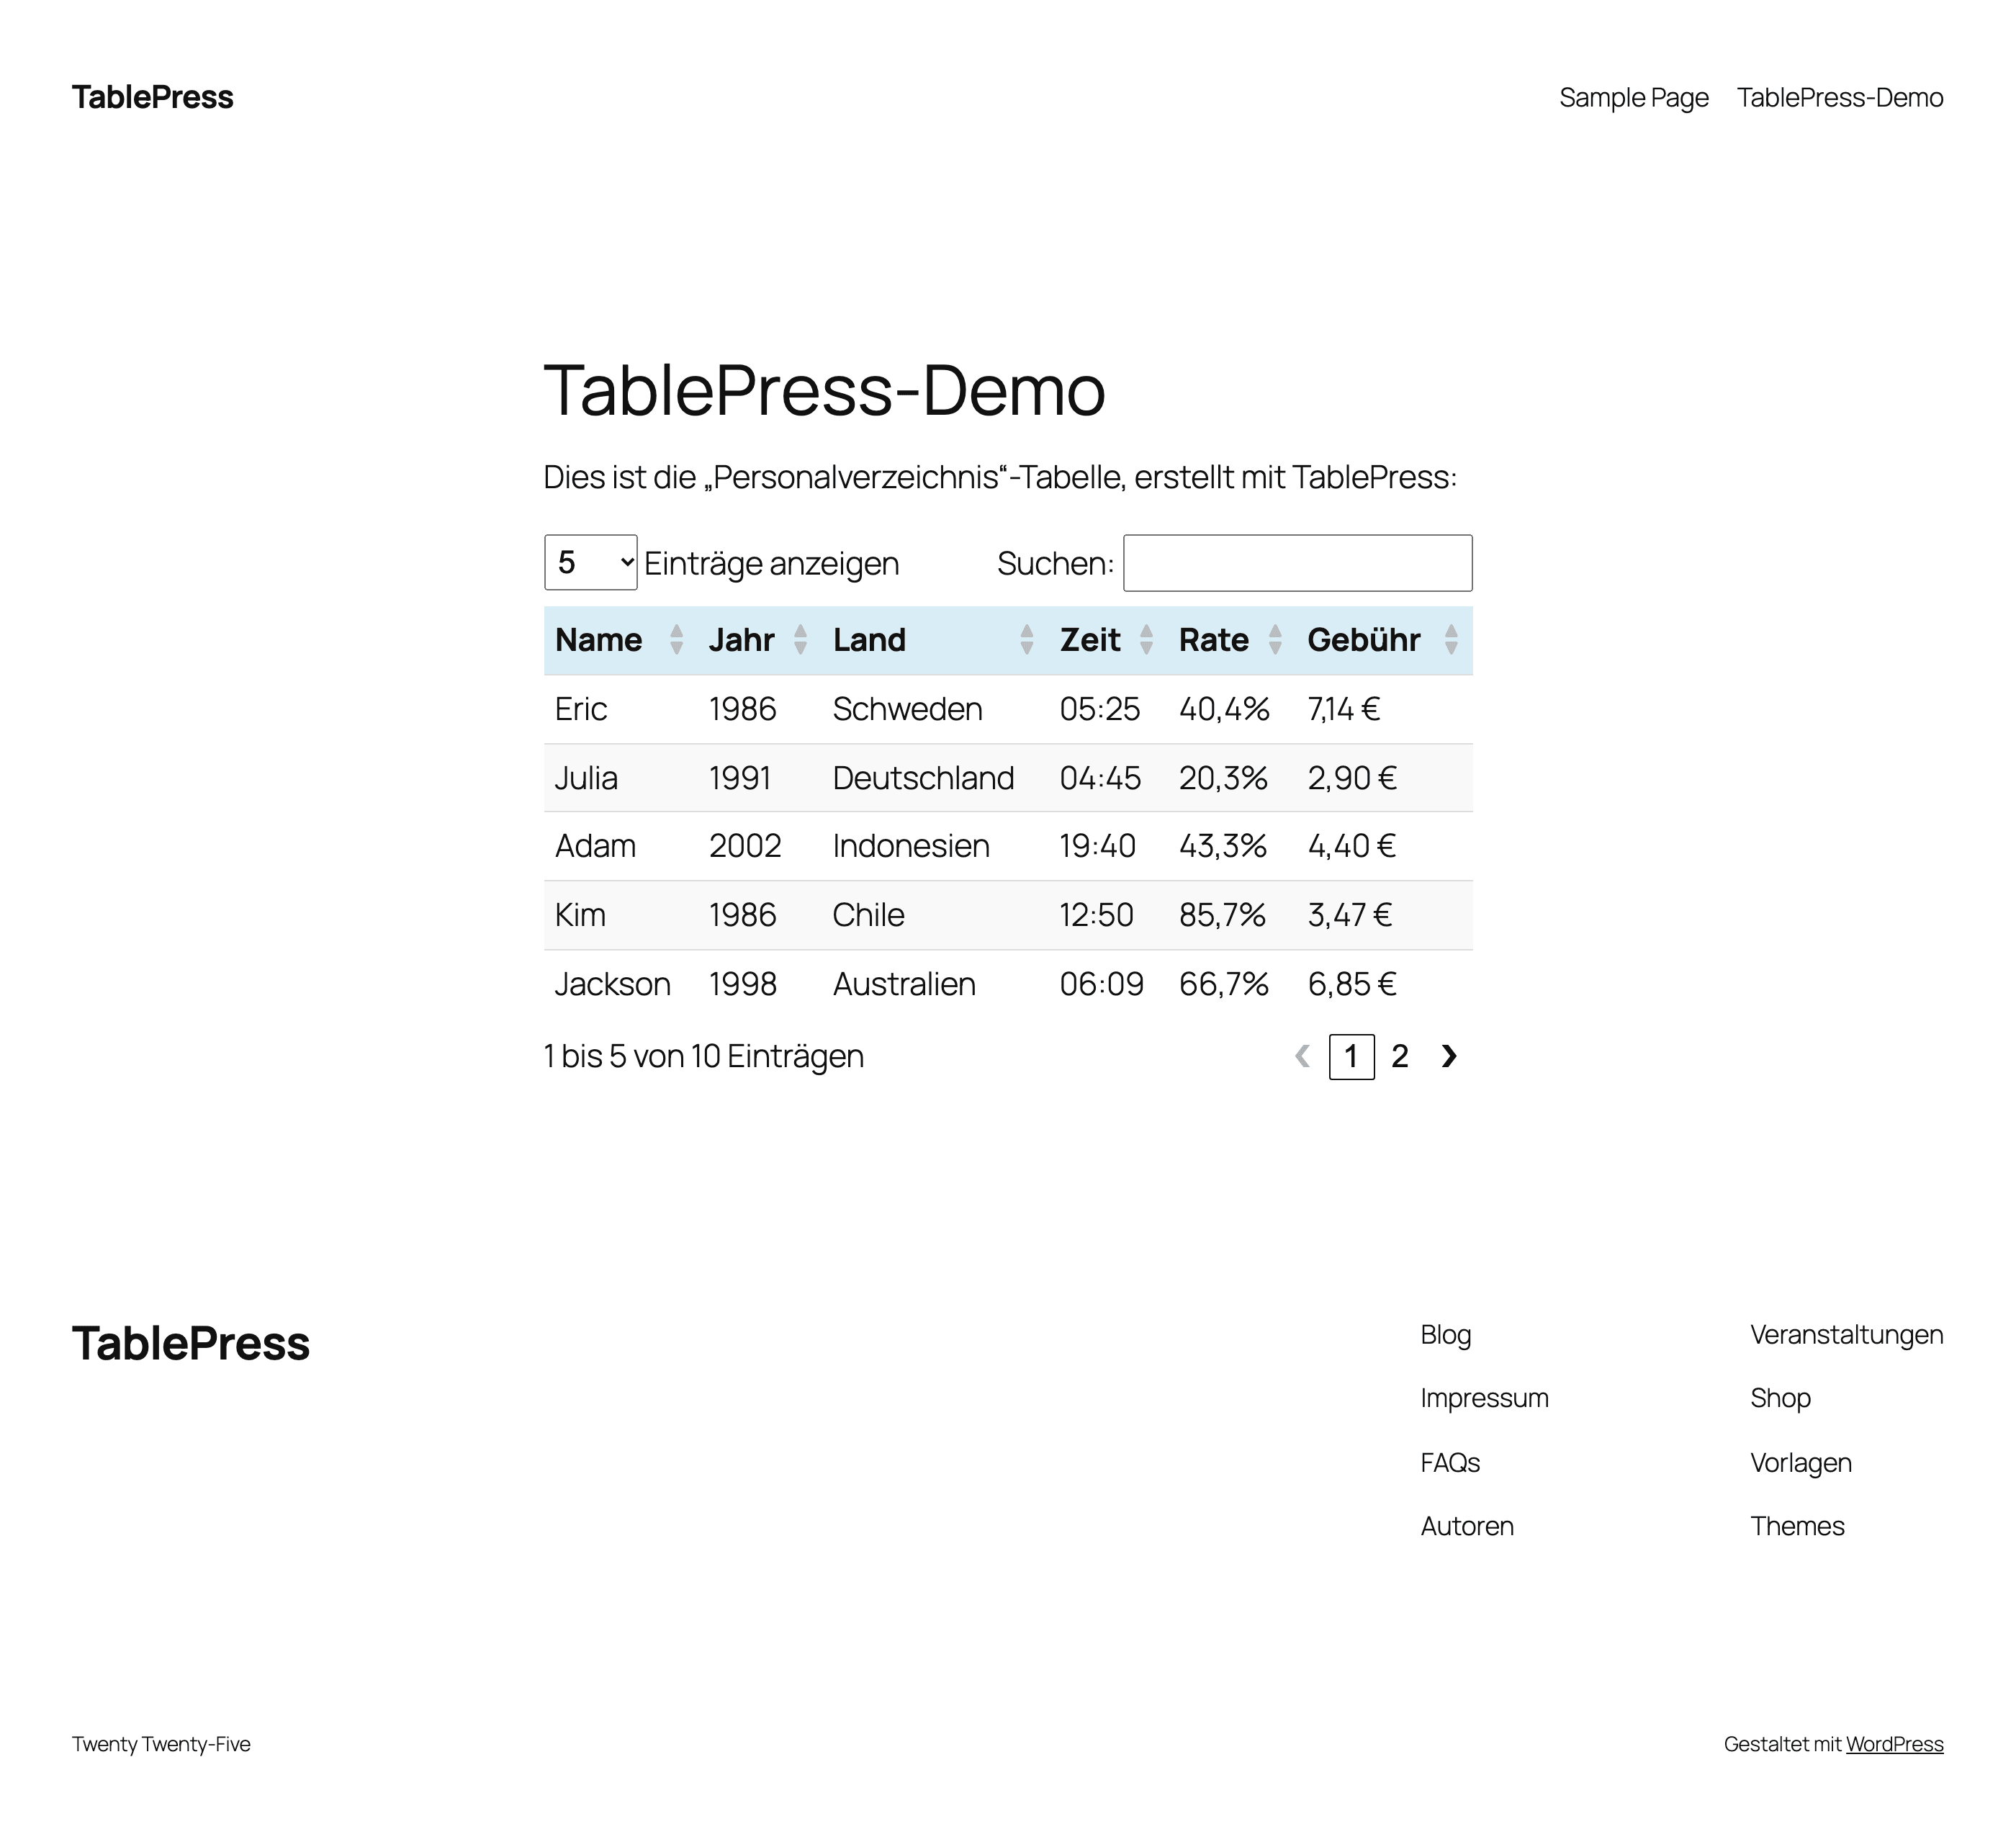 TablePress
Sample Page TablePress-Demo
TablePress-Demo
Dies ist die „Personalverzeichnis“-Tabelle, erstellt mit TablePress:
5 Einträge anzeigen Suchen:
Name Jahr Land Zeit Rate Gebühr
Eric 1986 Schweden 05:25 40,4% 7,14 €
Julia 1991 Deutschland 04:45 20,3% 2,90 €
Adam 2002 Indonesien 19:40 43,3% 4,40 €
Kim 1986 Chile 12:50 85,7% 3,47 €
Jackson 1998 Australien 06:09 66,7% 6,85 €
1 bis 5 von 10 Einträgen ‹ 1 2 ›
TablePress
Blog Veranstaltungen
Impressum Shop
FAQs Vorlagen
Autoren Themes
Twenty Twenty-Five Gestaltet mit WordPress